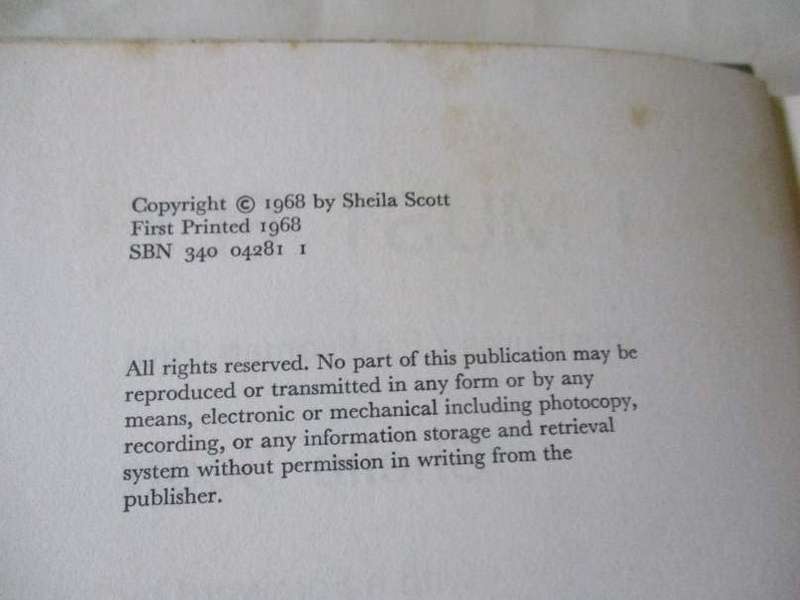 Copyright © 1968 by Sheila Scott
First Printed 1968
SBN 340 04281 1
All rights reserved. No part of this publication may be
reproduced or transmitted in any form or by any
means, electronic or mechanical including photocopy,
recording, or any information storage and retrieval
system without permission in writing from the
publisher.